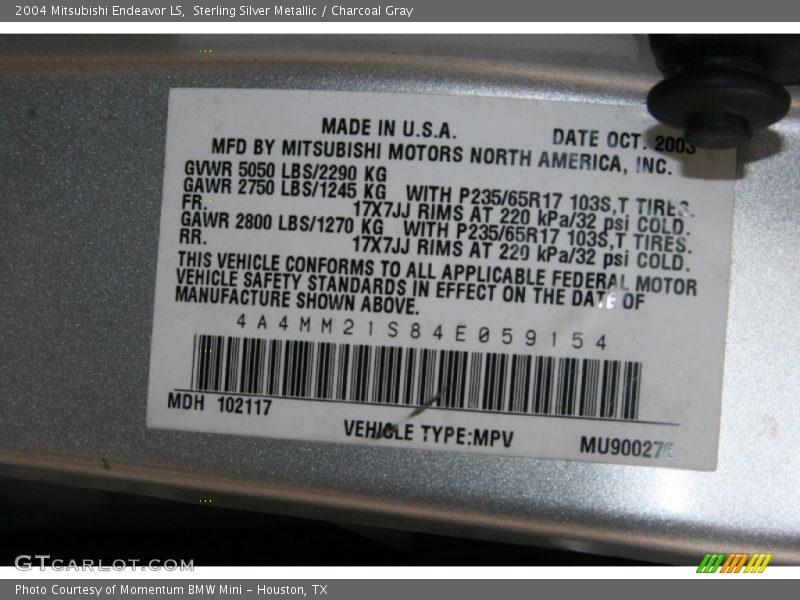 2004 Mitsubishi Endeavor LS, Sterling Silver Metallic / Charcoal Gray
MADE IN U.S.A. DATE OCT. 2003
MFD BY MITSUBISHI MOTORS NORTH AMERICA, INC.
GVWR 5050 LBS/2290 KG
GAWR 2750 LBS/1245 KG WITH P235/65R17 103S,T TIRES.
FR. 17X7JJ RIMS AT 220 kPa/32 psi COLD.
GAWR 2800 LBS/1270 KG WITH P235/65R17 103S,T TIRES.
RR. 17X7JJ RIMS AT 220 kPa/32 psi COLD.
THIS VEHICLE CONFORMS TO ALL APPLICABLE FEDERAL MOTOR
VEHICLE SAFETY STANDARDS IN EFFECT ON THE DATE OF
MANUFACTURE SHOWN ABOVE.
4A4MM21S84E059154
MDH 102117
VEHICLE TYPE:MPV MU900276
GTCARLOT.COM
Photo Courtesy of Momentum BMW Mini - Houston, TX